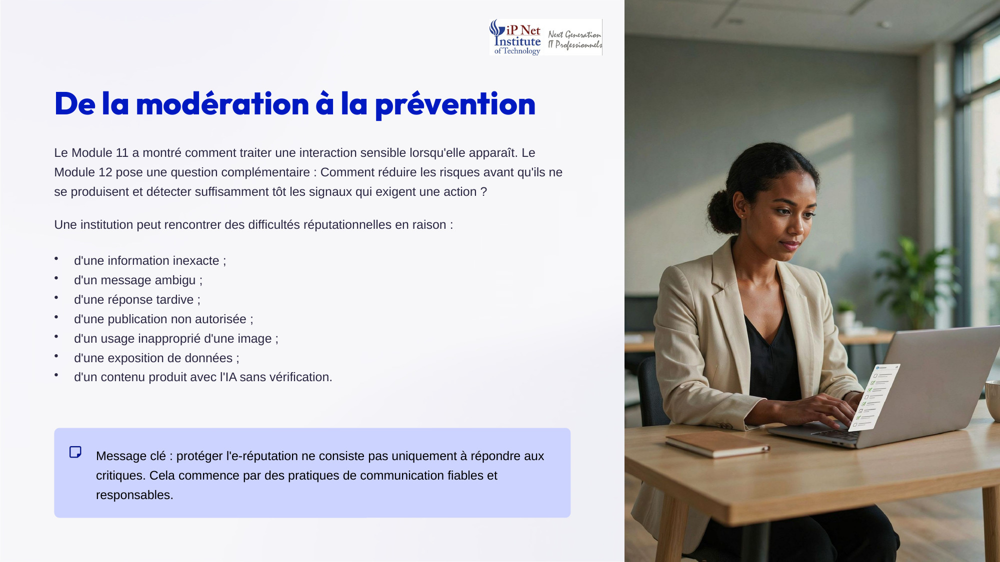 iP Net
Institute
of Technology
Next Generation
IT Professionnels
De la modération à la prévention
Le Module 11 a montré comment traiter une interaction sensible lorsqu'elle apparaît. Le
Module 12 pose une question complémentaire : Comment réduire les risques avant qu'ils ne
se produisent et détecter suffisamment tôt les signaux qui exigent une action ?
Une institution peut rencontrer des difficultés réputationnelles en raison :
• d'une information inexacte ;
• d'un message ambigu ;
• d'une réponse tardive ;
• d'une publication non autorisée ;
• d'un usage inapproprié d'une image ;
• d'une exposition de données ;
• d'un contenu produit avec l'IA sans vérification.
Message clé : protéger l'e-réputation ne consiste pas uniquement à répondre aux
critiques. Cela commence par des pratiques de communication fiables et
responsables.